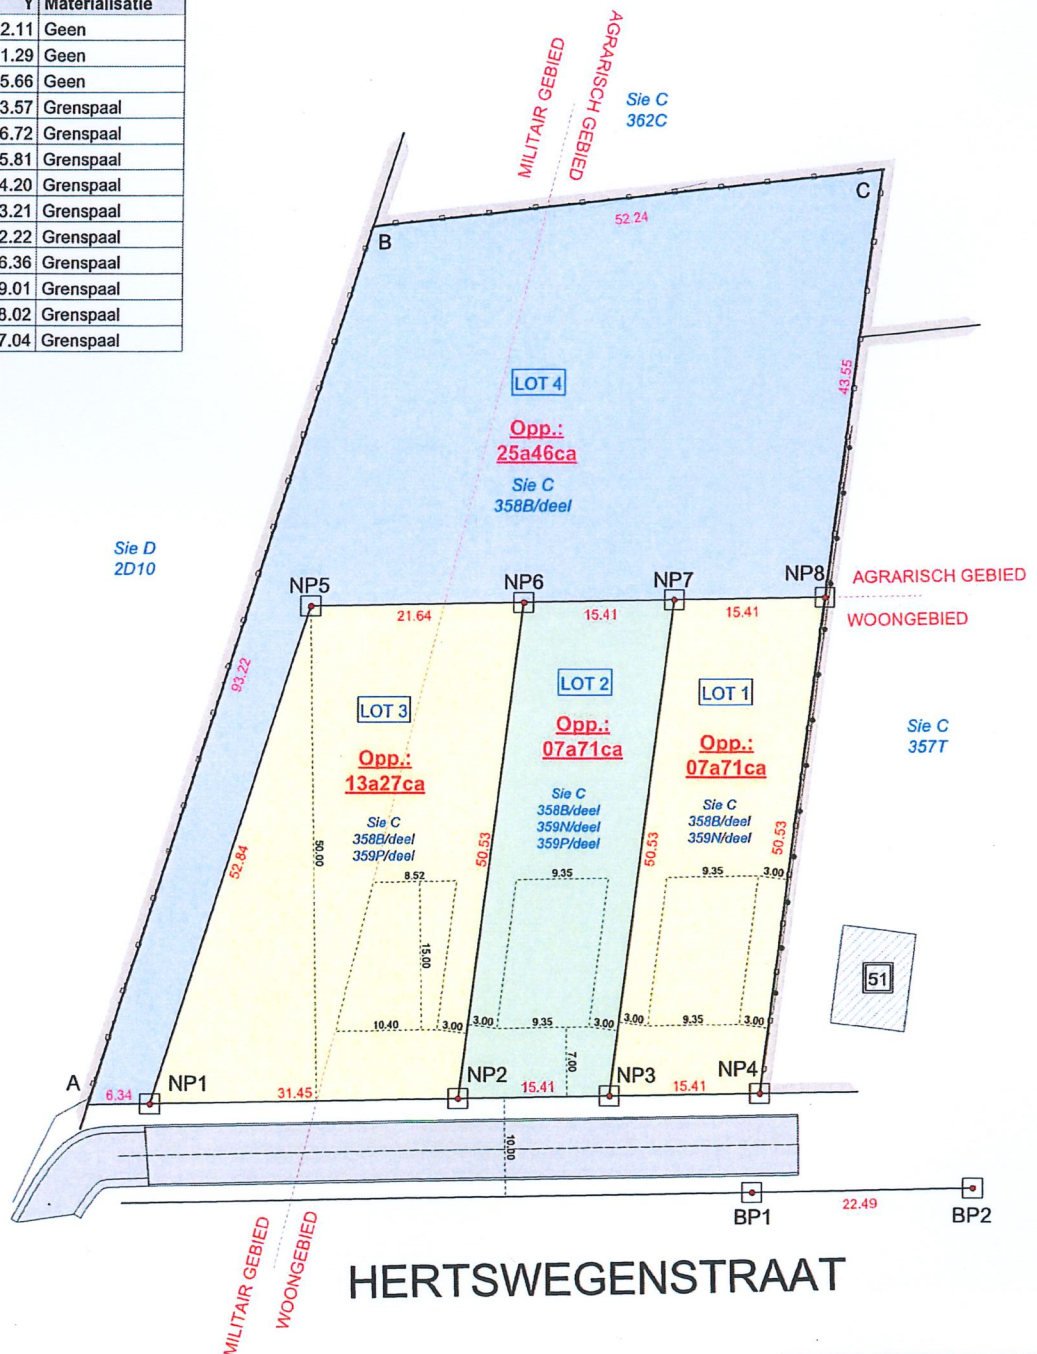 Y Materialisatie
2.11 Geen
1.29 Geen
5.66 Geen
3.57 Grenspaal
6.72 Grenspaal
5.81 Grenspaal
4.20 Grenspaal
3.21 Grenspaal
2.22 Grenspaal
6.36 Grenspaal
9.01 Grenspaal
8.02 Grenspaal
7.04 Grenspaal
MILITAIR GEBIED
AGRARISCH GEBIED
Sie C
362C
B
C
52.24
43.55
LOT 4
Opp.:
25a46ca
Sie C
358B/deel
Sie D
2D10
93.22
NP5
NP6
NP7
NP8
AGRARISCH GEBIED
WOONGEBIED
21.64
15.41
15.41
LOT 3
Opp.:
13a27ca
Sie C
358B/deel
359P/deel
LOT 2
Opp.:
07a71ca
Sie C
358B/deel
359N/deel
359P/deel
LOT 1
Opp.:
07a71ca
Sie C
358B/deel
359N/deel
Sie C
357T
52.84
50.00
50.53
50.53
50.53
8.52
9.35
9.35
3.00
15.00
51
10.40
3.00
3.00
9.35
3.00
3.00
9.35
3.00
7.00
A
6.34
NP1
31.45
NP2
15.41
NP3
15.41
NP4
10.00
BP1
22.49
BP2
MILITAIR GEBIED
WOONGEBIED
HERTSWEGENSTRAAT